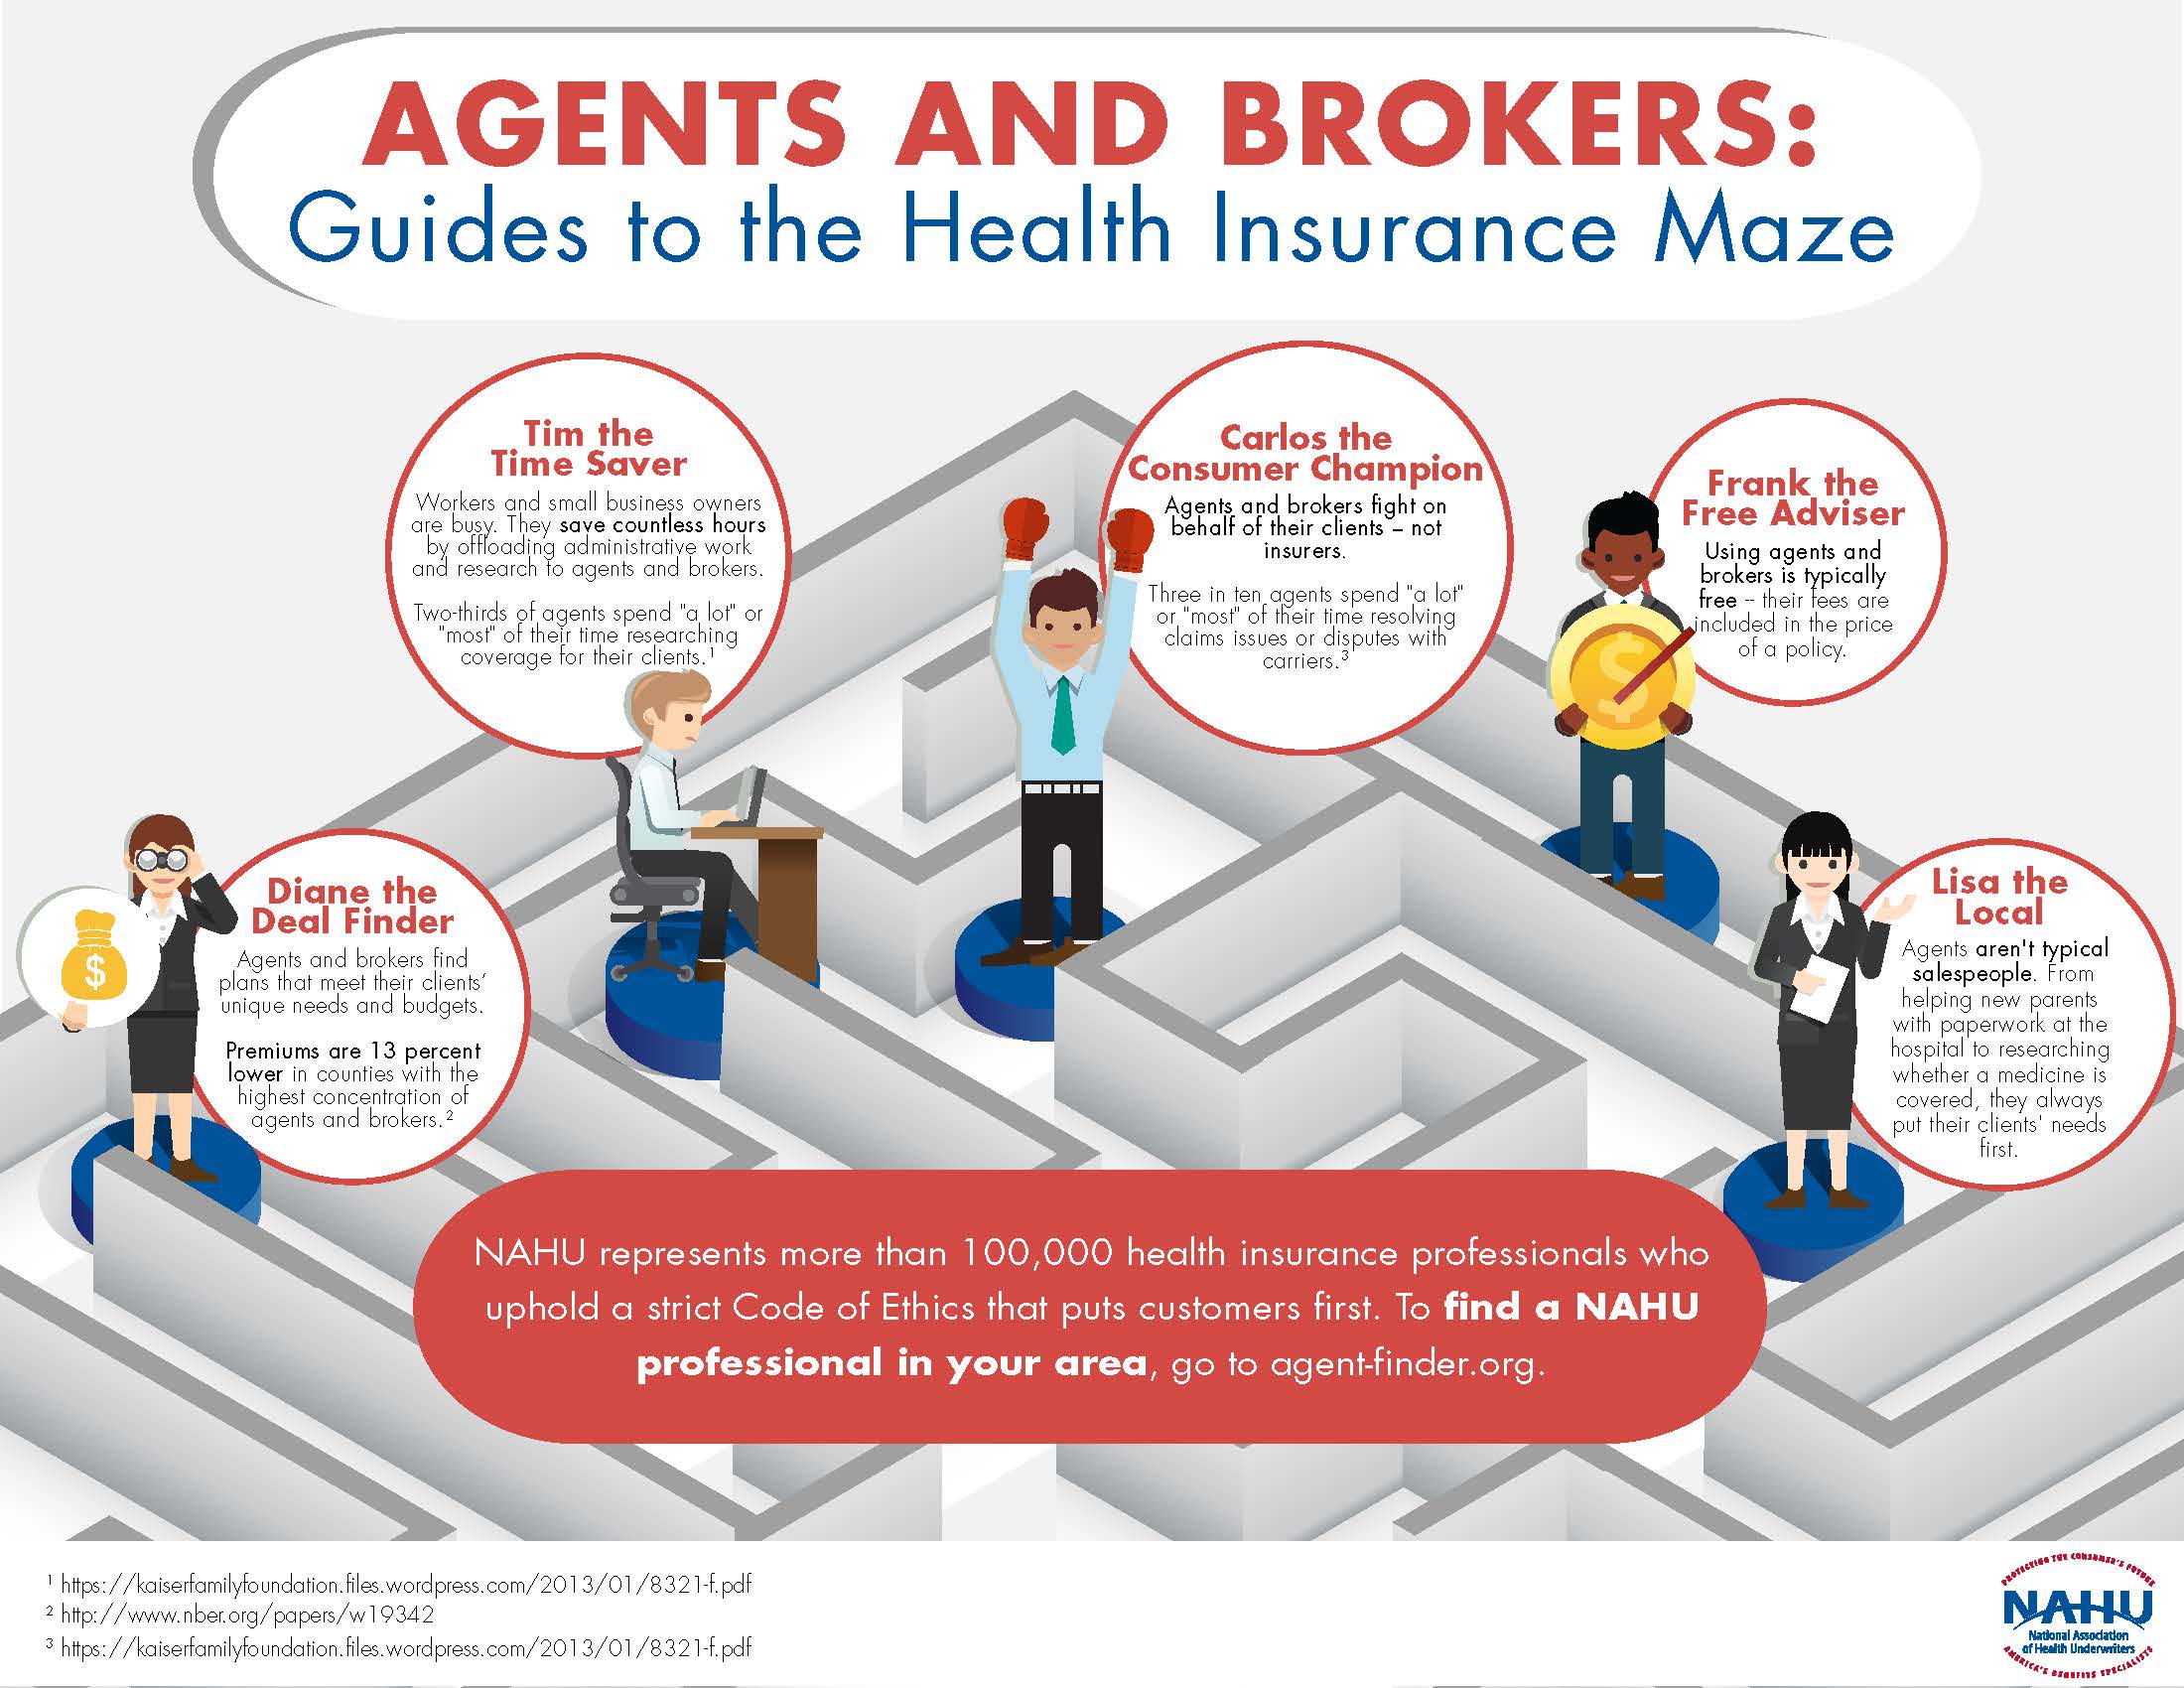 AGENTS AND BROKERS:
Guides to the Health Insurance Maze
Tim the
Time Saver
Workers and small business owners
are busy. They save countless hours
by offloading administrative work
and research to agents and brokers.
Two-thirds of agents spend "a lot" or
"most" of their time researching
coverage for their clients.¹
Carlos the
Consumer Champion
Agents and brokers fight on
behalf of their clients – not
insurers.
Three in ten agents spend "a lot"
or "most" of their time resolving
claims issues or disputes with
carriers.³
Frank the
Free Adviser
Using agents and
brokers is typically
free -- their fees are
included in the price
of a policy.
$
Diane the
Deal Finder
Agents and brokers find
plans that meet their clients’
unique needs and budgets.
Premiums are 13 percent
lower in counties with the
highest concentration of
agents and brokers.²
$
Lisa the
Local
Agents aren't typical
salespeople. From
helping new parents
with paperwork at the
hospital to researching
whether a medicine is
covered, they always
put their clients' needs
first.
NAHU represents more than 100,000 health insurance professionals who
uphold a strict Code of Ethics that puts customers first. To find a NAHU
professional in your area, go to agent-finder.org.
¹ https://kaiserfamilyfoundation.files.wordpress.com/2013/01/8321-f.pdf
² http://www.nber.org/papers/w19342
³ https://kaiserfamilyfoundation.files.wordpress.com/2013/01/8321-f.pdf
PROTECTING THE CONSUMER'S FUTURE
NAHU
National Association
of Health Underwriters
AMERICA'S BENEFITS SPECIALISTS